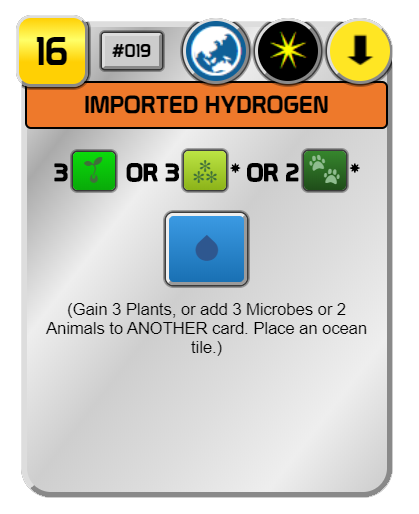 16 #019
IMPORTED HYDROGEN
3 OR 3 * OR 2 *
(Gain 3 Plants, or add 3 Microbes or 2
Animals to ANOTHER card. Place an ocean
tile.)